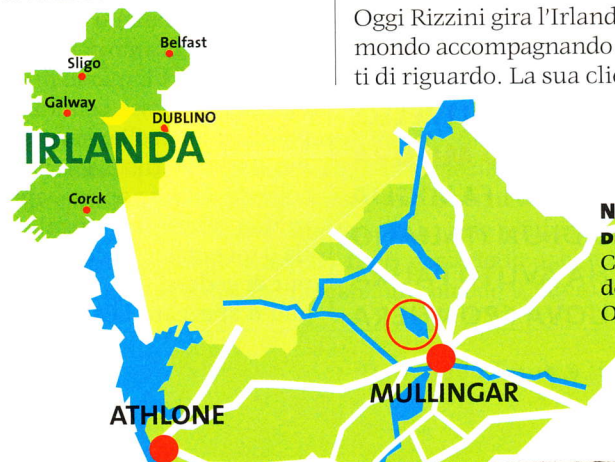 Oggi Rizzini gira l'Irland
mondo accompagnando
ti di riguardo. La sua clie
Belfast
Sligo
Galway
DUBLINO
IRLANDA
Corck
N
D
C
d
O
MULLINGAR
ATHLONE